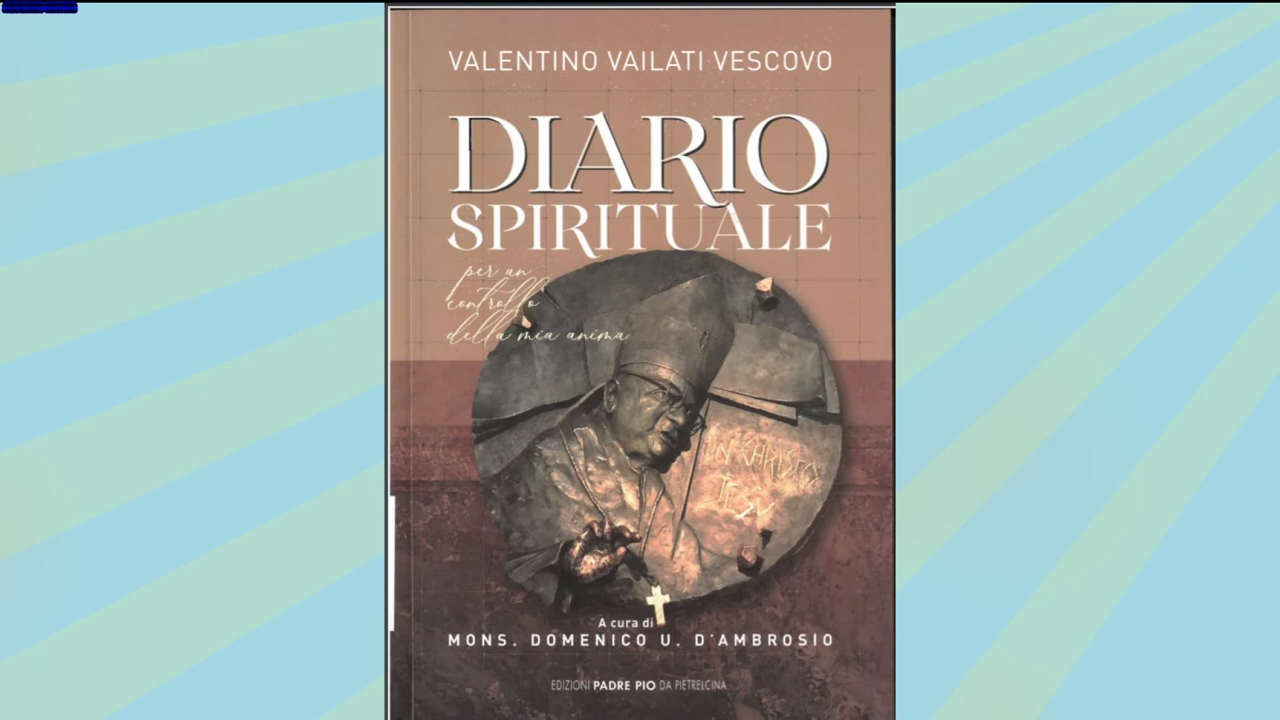 VALENTINO VAILATI VESCOVO
DIARIO
SPIRITUALE
per un
controllo
della mia anima
IN CHRISTO
A cura di
MONS. DOMENICO U. D'AMBROSIO
EDIZIONI PADRE PIO DA PIETRELCINA